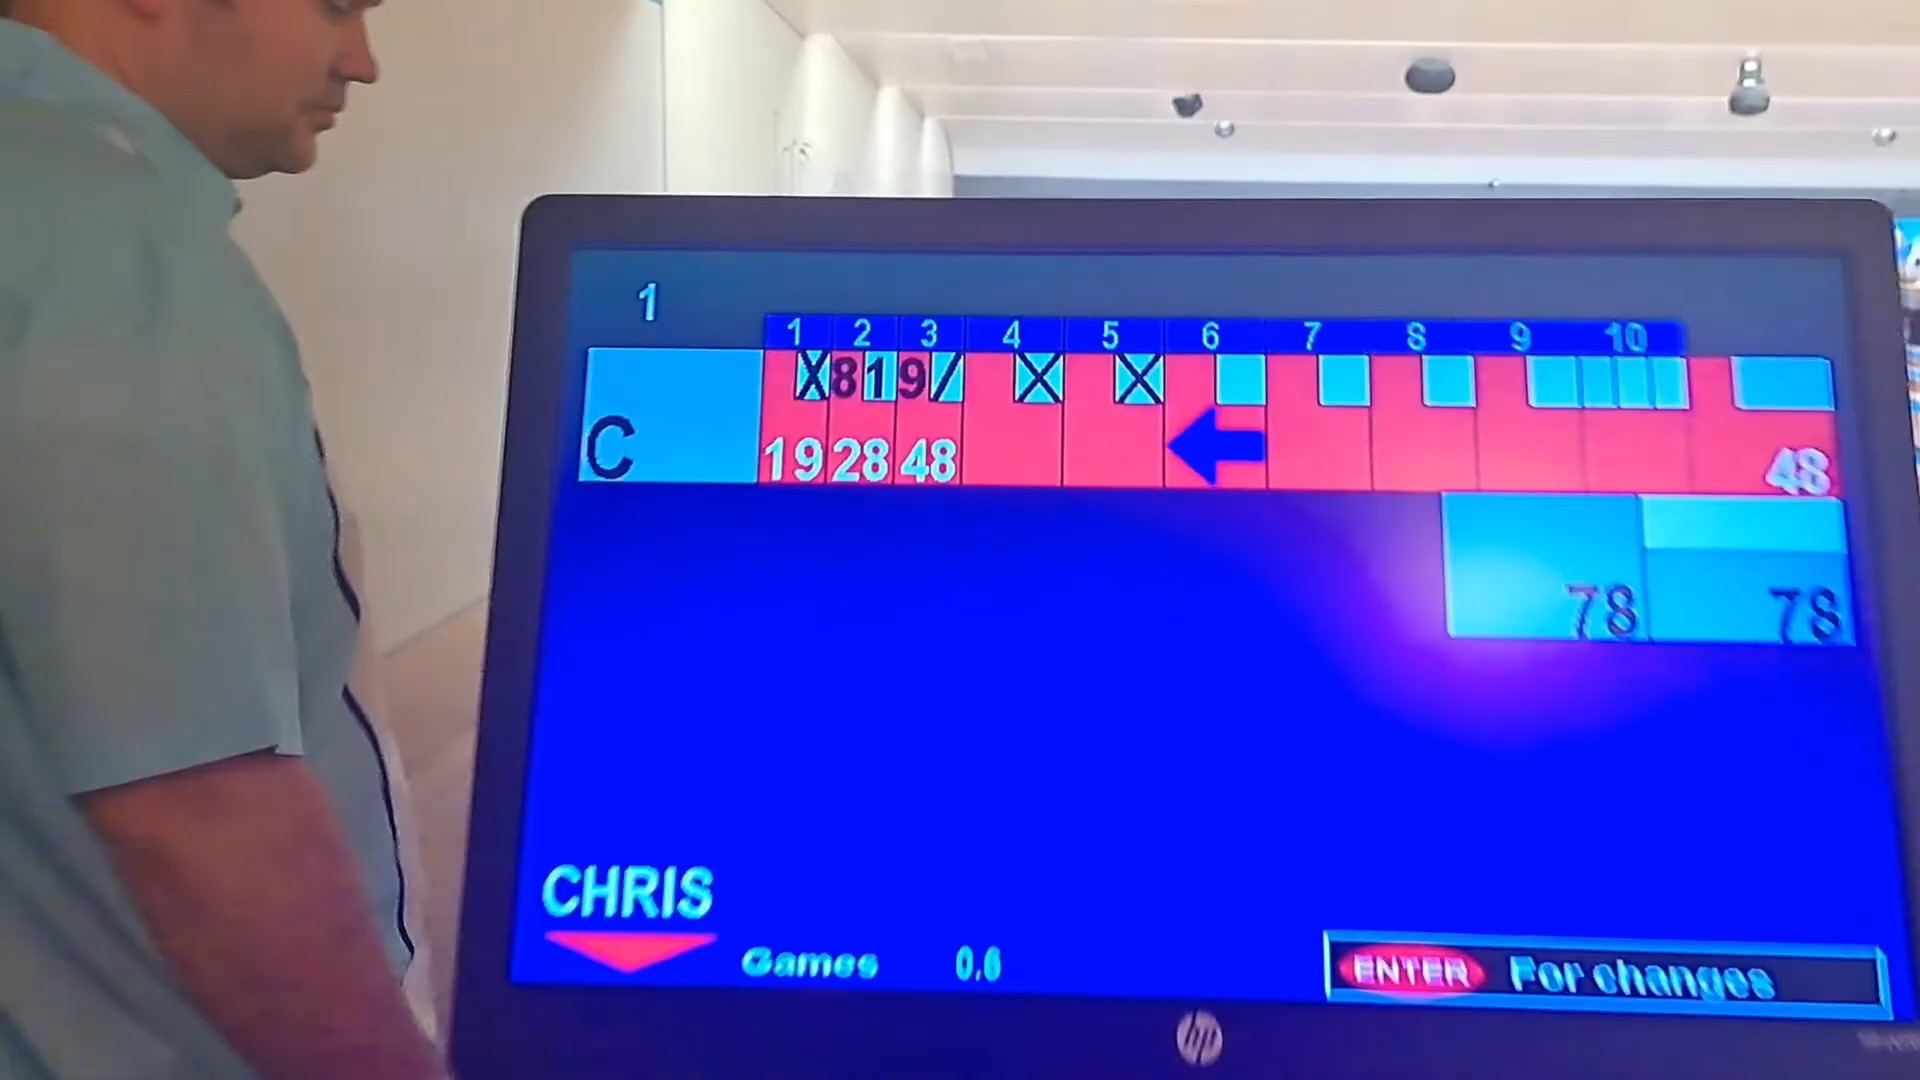 1
1 2 3 4 5 6 7 8 9 10
X 8 1 9 / X X
C 19 28 48 48
78 78
CHRIS
Games 0.6
ENTER For changes
hp